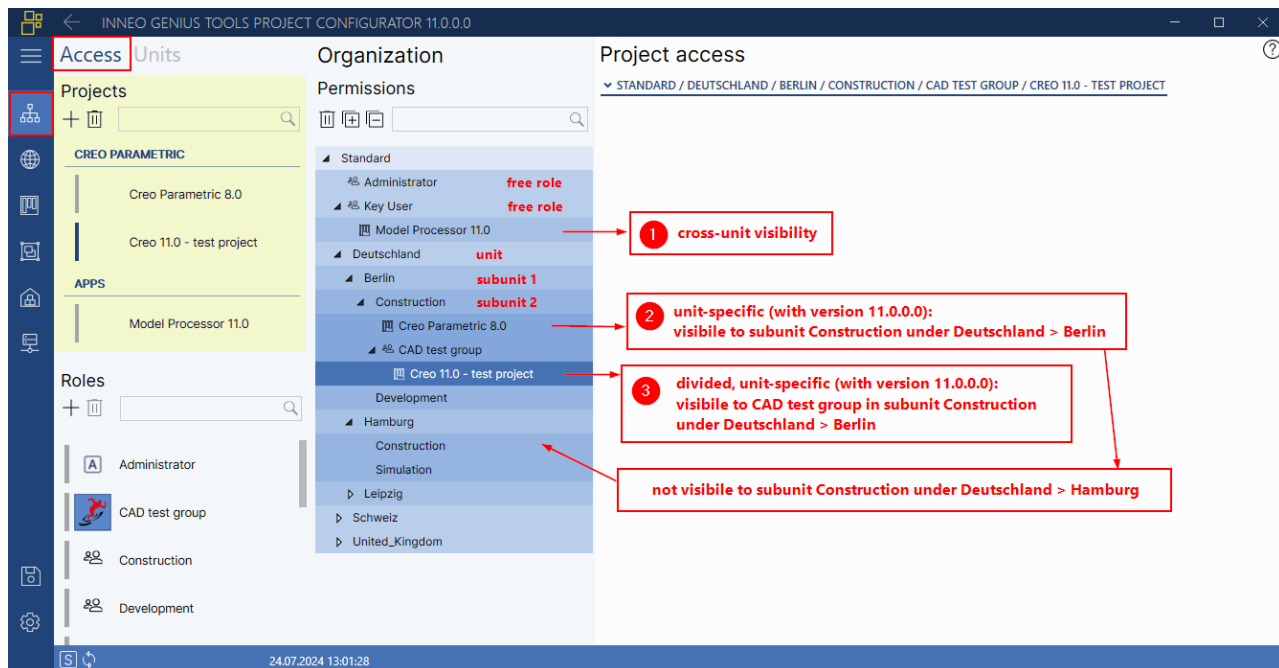 INNEO GENIUS TOOLS PROJECT CONFIGURATOR 11.0.0.0
Access Units
Projects
CREO PARAMETRIC
Creo Parametric 8.0
Creo 11.0 - test project
APPS
Model Processor 11.0
Roles
A Administrator
CAD test group
Construction
Development
Organization
Permissions
Standard
Administrator free role
Key User free role
Model Processor 11.0
Deutschland unit
Berlin subunit 1
Construction subunit 2
Creo Parametric 8.0
CAD test group
Creo 11.0 - test project
Development
Hamburg
Construction
Simulation
Leipzig
Schweiz
United_Kingdom
Project access
STANDARD / DEUTSCHLAND / BERLIN / CONSTRUCTION / CAD TEST GROUP / CREO 11.0 - TEST PROJECT
?
1 cross-unit visibility
2 unit-specific (with version 11.0.0.0):
visibile to subunit Construction under Deutschland > Berlin
3 divided, unit-specific (with version 11.0.0.0):
visibile to CAD test group in subunit Construction
under Deutschland > Berlin
not visibile to subunit Construction under Deutschland > Hamburg
S 24.07.2024 13:01:28